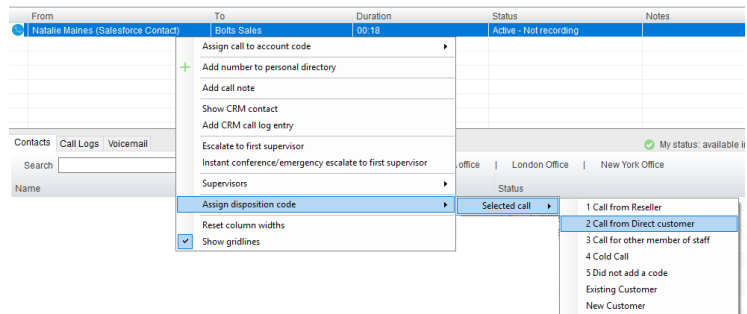 From To Duration Status Notes
Natalie Maines (Salesforce Contact) Bolts Sales 00:18 Active - Not recording
Assign call to account code
Add number to personal directory
Add call note
Show CRM contact
Add CRM call log entry
Contacts Call Logs Voicemail Escalate to first supervisor My status: available
Search Instant conference/emergency escalate to first supervisor office | London Office | New York Office
Name Supervisors Status
Assign disposition code Selected call 1 Call from Reseller
Reset column widths 2 Call from Direct customer
Show gridlines 3 Call for other member of staff
4 Cold Call
5 Did not add a code
Existing Customer
New Customer